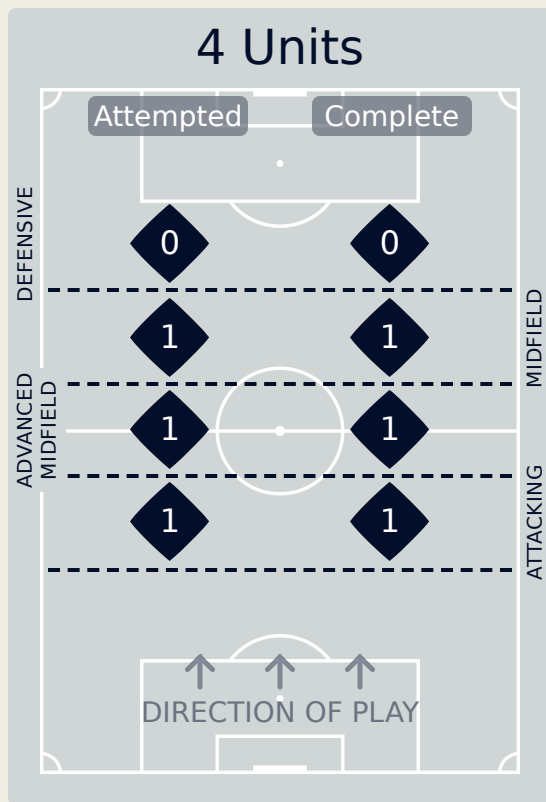 4 Units
Attempted
Complete
DEFENSIVE
0
0
MIDFIELD
1
1
ADVANCED
MIDFIELD
1
1
ATTACKING
1
1
DIRECTION OF PLAY